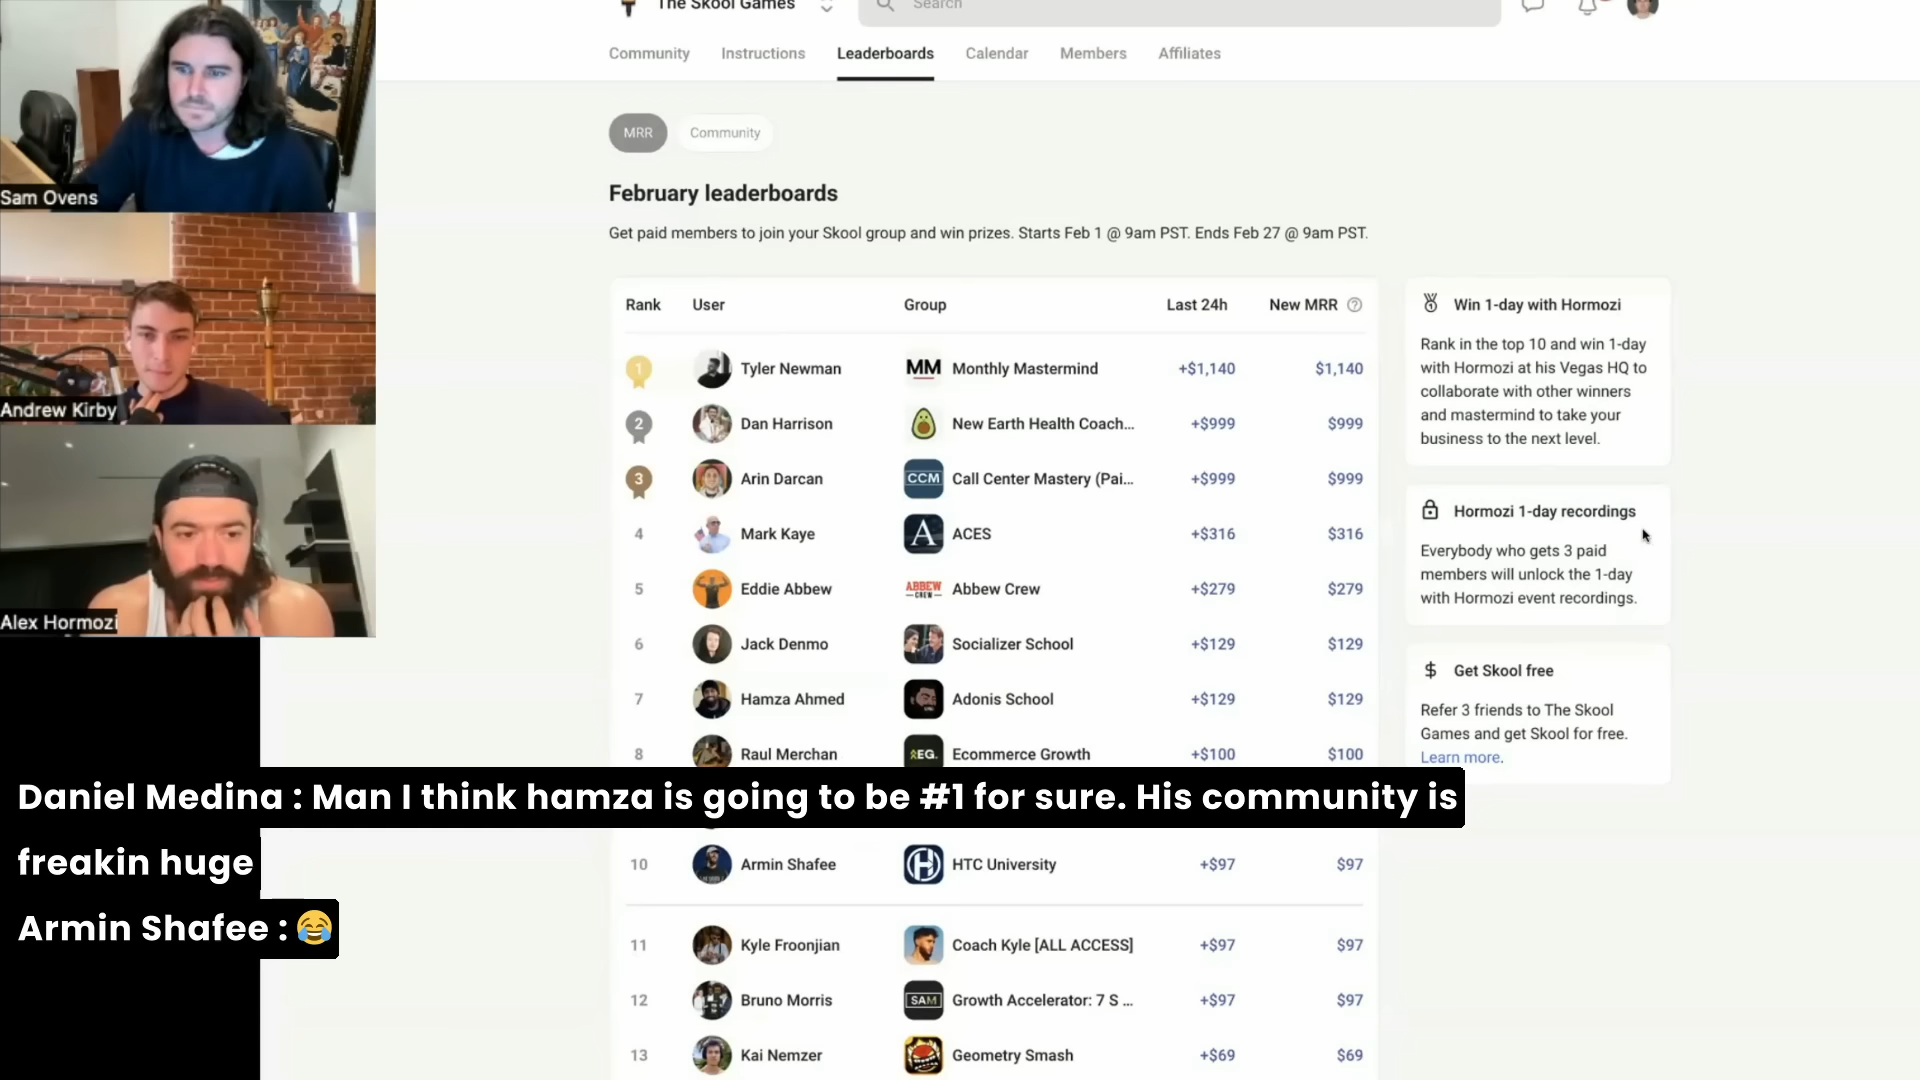 The Skool Games
Search
Community Instructions Leaderboards Calendar Members Affiliates
MRR Community
February leaderboards
Get paid members to join your Skool group and win prizes. Starts Feb 1 @ 9am PST. Ends Feb 27 @ 9am PST.
Rank User Group Last 24h New MRR ?
1 Tyler Newman MM Monthly Mastermind +$1,140 $1,140
2 Dan Harrison New Earth Health Coach... +$999 $999
3 Arin Darcan CCM Call Center Mastery (Pai... +$999 $999
4 Mark Kaye A ACES +$316 $316
5 Eddie Abbew ABBEW CREW Abbew Crew +$279 $279
6 Jack Denmo Socializer School +$129 $129
7 Hamza Ahmed Adonis School +$129 $129
8 Raul Merchan EG. Ecommerce Growth +$100 $100
10 Armin Shafee H HTC University +$97 $97
11 Kyle Froonjian Coach Kyle [ALL ACCESS] +$97 $97
12 Bruno Morris SAM Growth Accelerator: 7 S ... +$97 $97
13 Kai Nemzer Geometry Smash +$69 $69
Win 1-day with Hormozi
Rank in the top 10 and win 1-day
with Hormozi at his Vegas HQ to
collaborate with other winners
and mastermind to take your
business to the next level.
Hormozi 1-day recordings
Everybody who gets 3 paid
members will unlock the 1-day
with Hormozi event recordings.
$ Get Skool free
Refer 3 friends to The Skool
Games and get Skool for free.
Learn more.
Sam Ovens
Andrew Kirby
Alex Hormozi
Daniel Medina : Man I think hamza is going to be #1 for sure. His community is
freakin huge
Armin Shafee : 😂